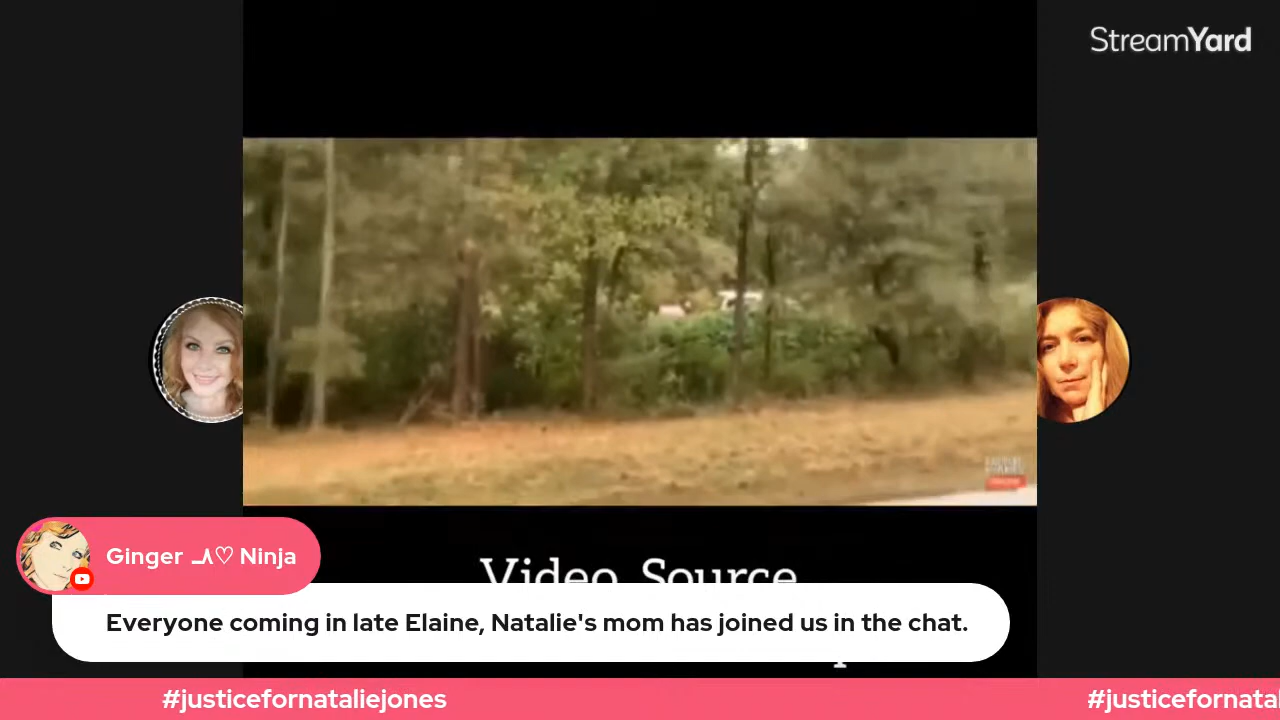 StreamYard
Video Source
Ginger ـﮩ٨ـ♡ Ninja
Everyone coming in late Elaine, Natalie's mom has joined us in the chat.
#justicefornataliejones
#justicefornatal